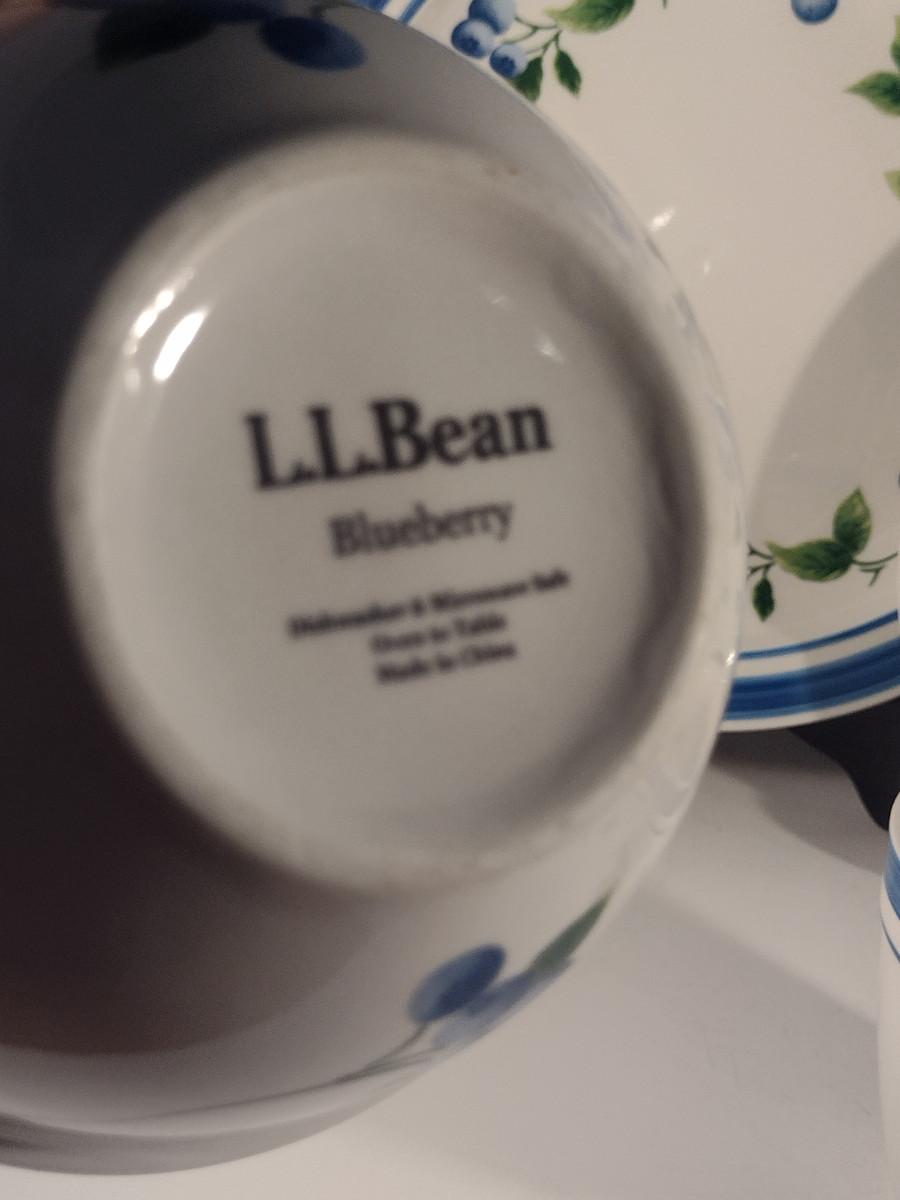 L.L.Bean
Blueberry
Dishwasher & Microwave Safe
Oven to Table
Made in China